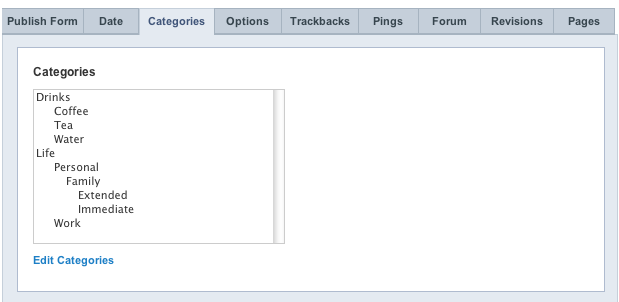 Publish Form Date Categories Options Trackbacks Pings Forum Revisions Pages
Categories
Drinks
Coffee
Tea
Water
Life
Personal
Family
Extended
Immediate
Work
Edit Categories